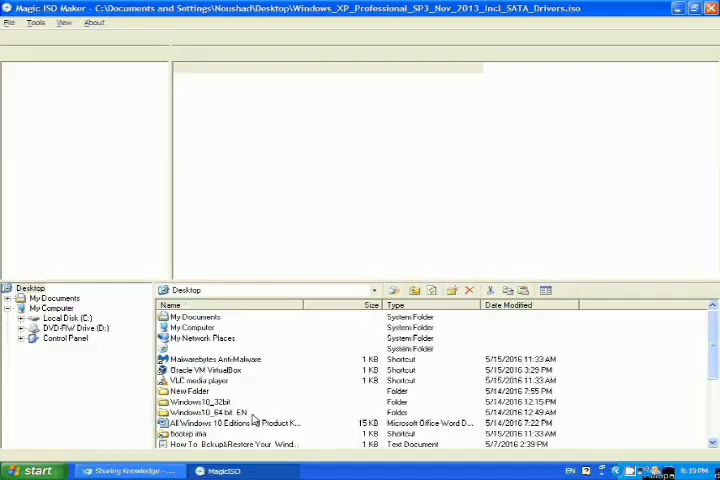 Magic ISO Maker - C:\Documents and Settings\Noushad\Desktop\Windows_XP_Professional_SP3_Nov_2013_Incl_SATA_Drivers.iso
File Tools View About
Desktop
My Documents
My Computer
Local Disk (C:)
DVD-RW Drive (D:)
Control Panel
Desktop
Name Size Type Date Modified
My Documents System Folder
My Computer System Folder
My Network Places System Folder
System Folder
Malwarebytes Anti-Malware 1 KB Shortcut 5/15/2016 11:33 AM
Oracle VM VirtualBox 1 KB Shortcut 5/15/2016 3:29 PM
VLC media player 1 KB Shortcut 5/15/2016 11:33 AM
New Folder Folder 5/14/2016 7:55 PM
Windows10_32bit Folder 5/14/2016 12:15 PM
Windows10_64 bit EN Folder 5/14/2016 12:49 AM
All Windows 10 Editions Product K... 15 KB Microsoft Office Word D... 5/14/2016 7:22 PM
bootxp ima 1 KB Shortcut 5/15/2016 11:33 AM
How To Bckup&Restore Your Wind... 1 KB Text Document 5/7/2016 2:39 PM
start Sharing Knowledge - ... MagicISO EN 8:19 PM